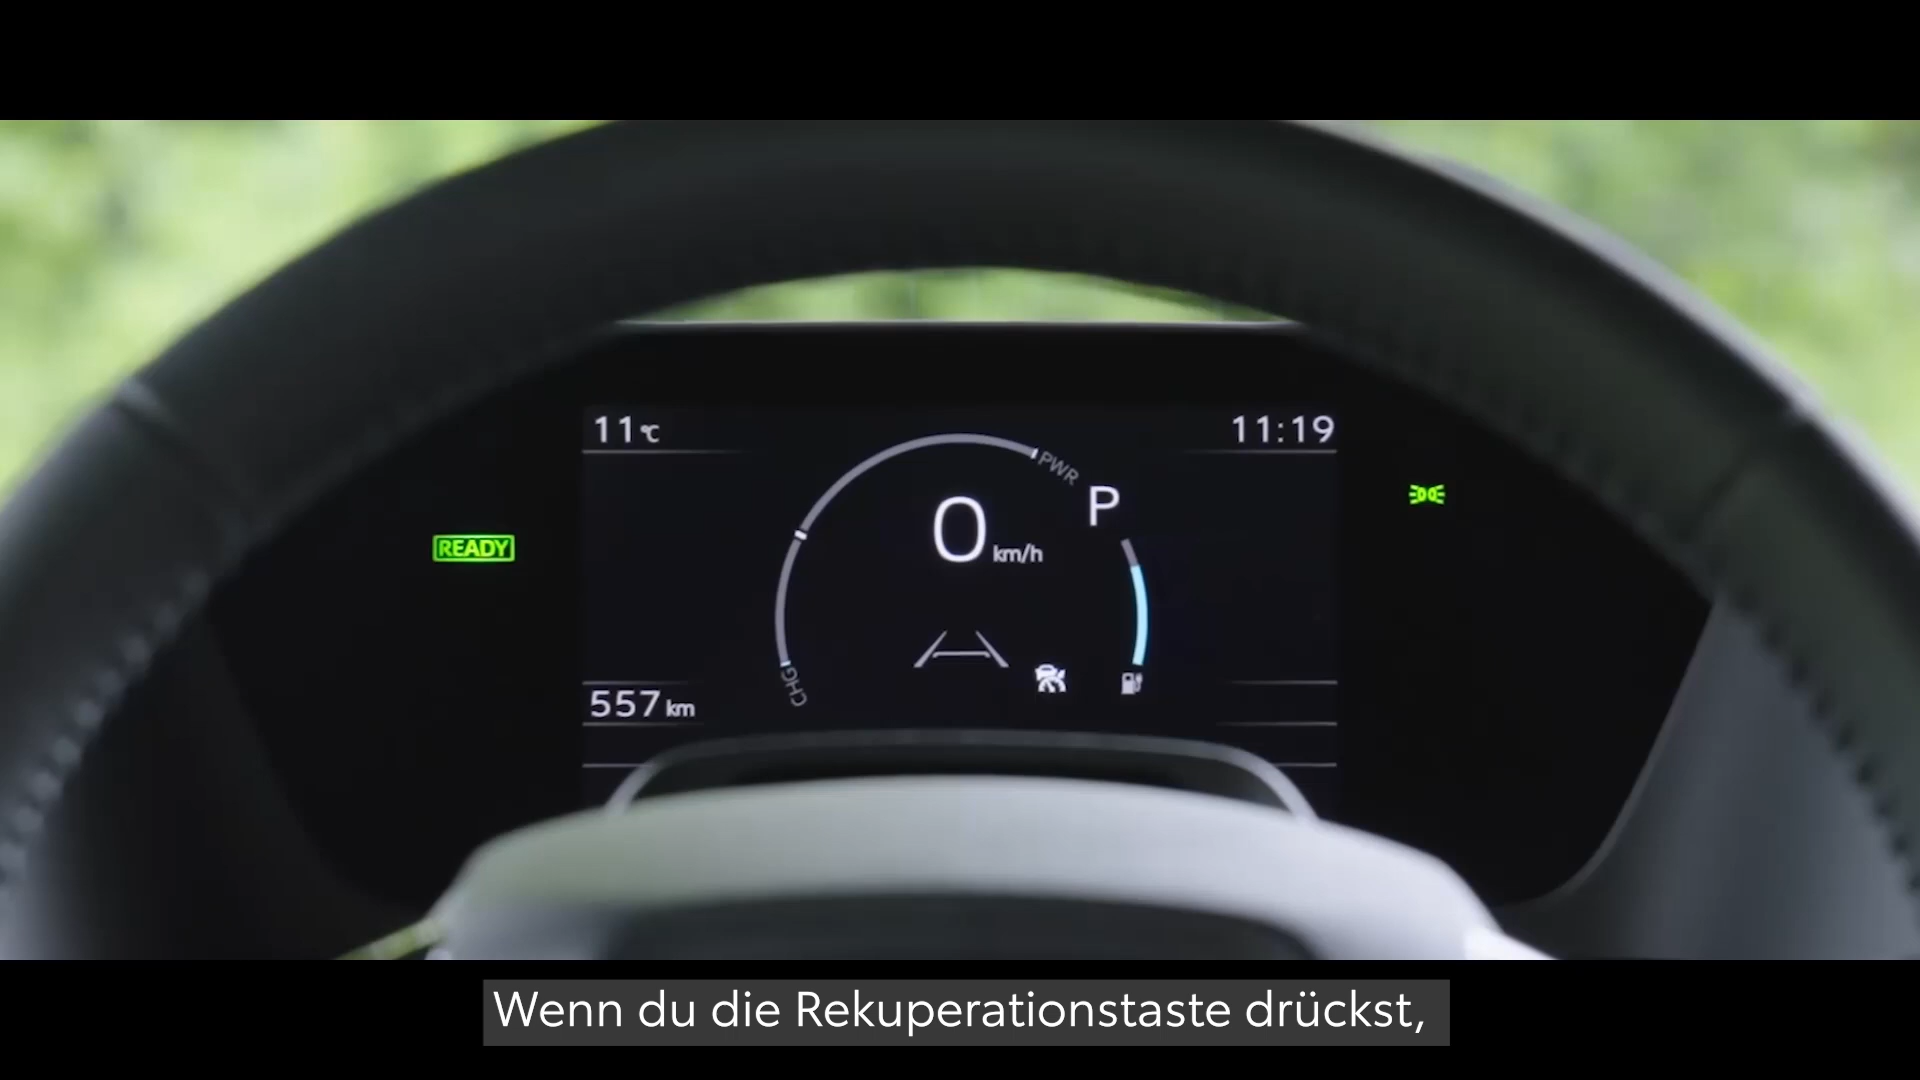 11°C
11:19
PWR
P
0 km/h
READY
CHG
557 km
Wenn du die Rekuperationstaste drückst,